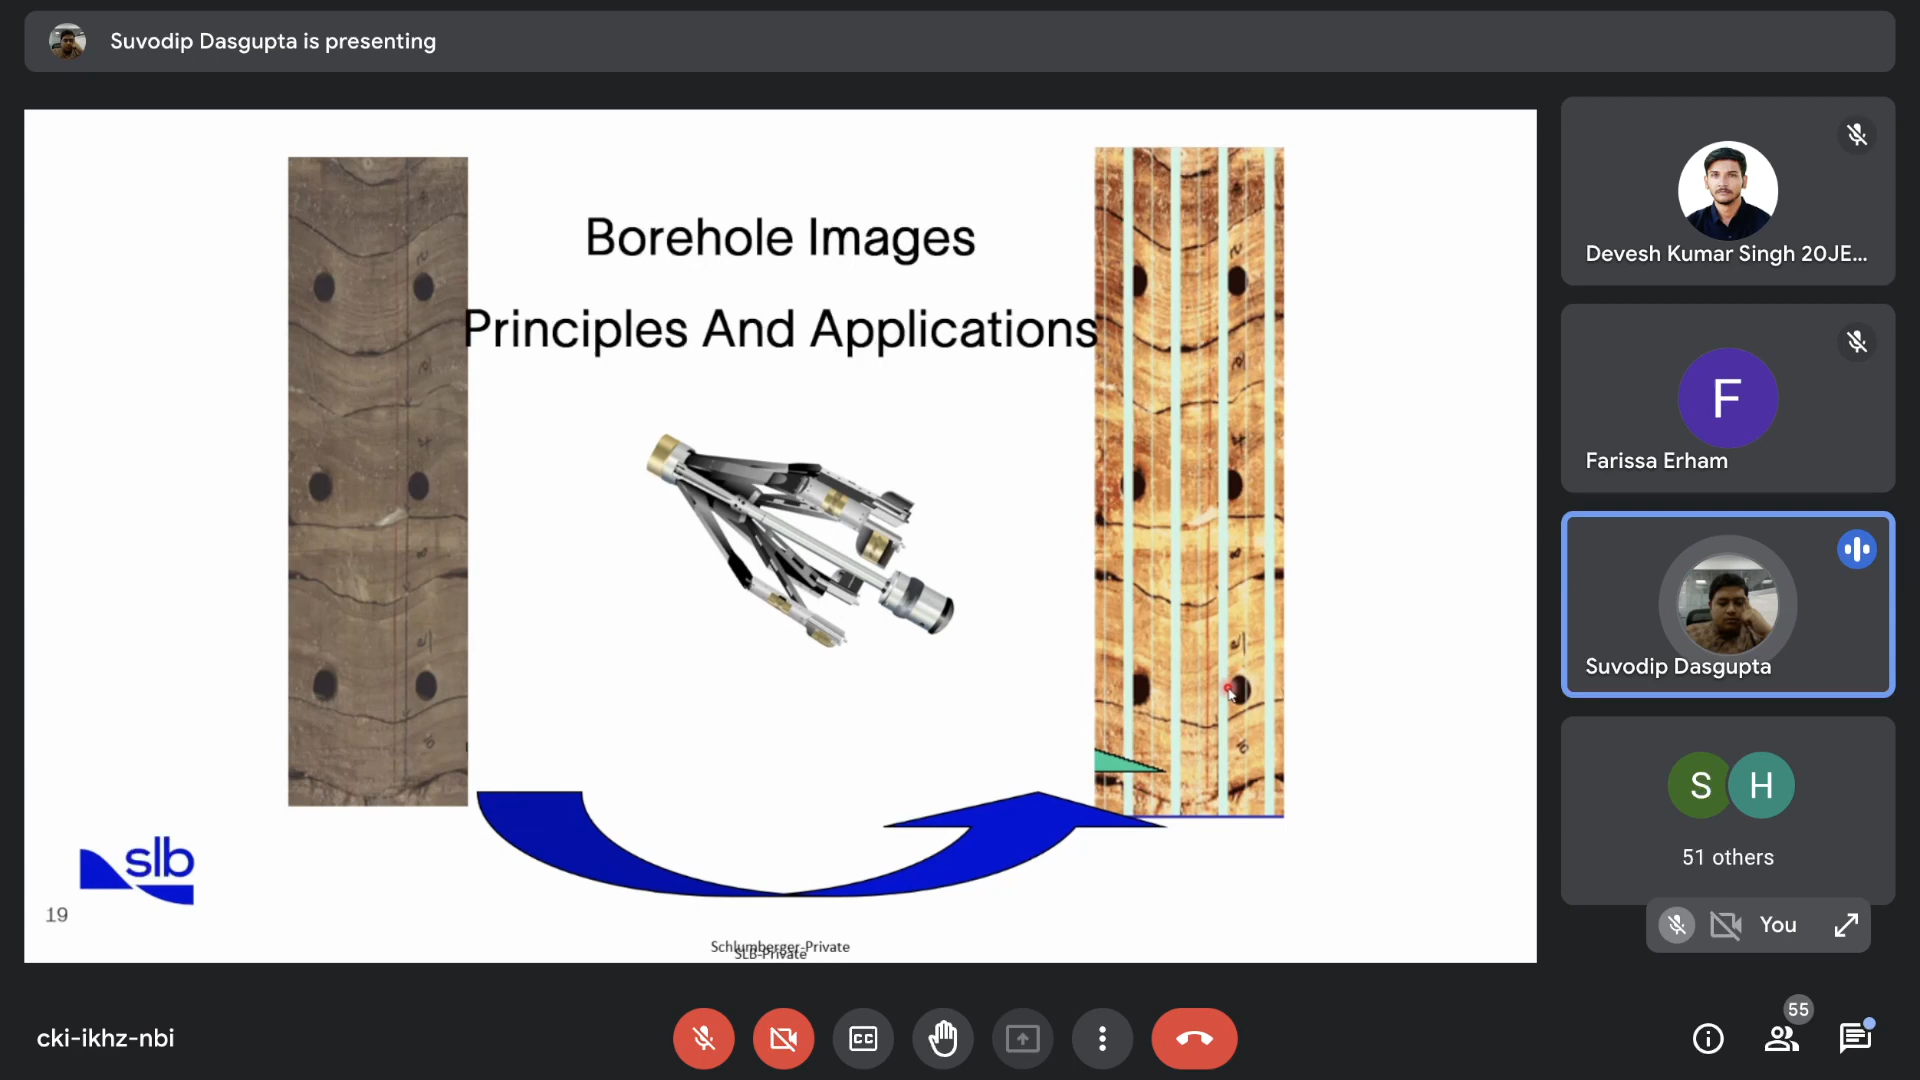 Suvodip Dasgupta is presenting
Borehole Images
Principles And Applications
slb
19
Schlumberger-Private
SLB-Private
Devesh Kumar Singh 20JE...
F
Farissa Erham
Suvodip Dasgupta
S H
51 others
You
cki-ikhz-nbi
CC
55